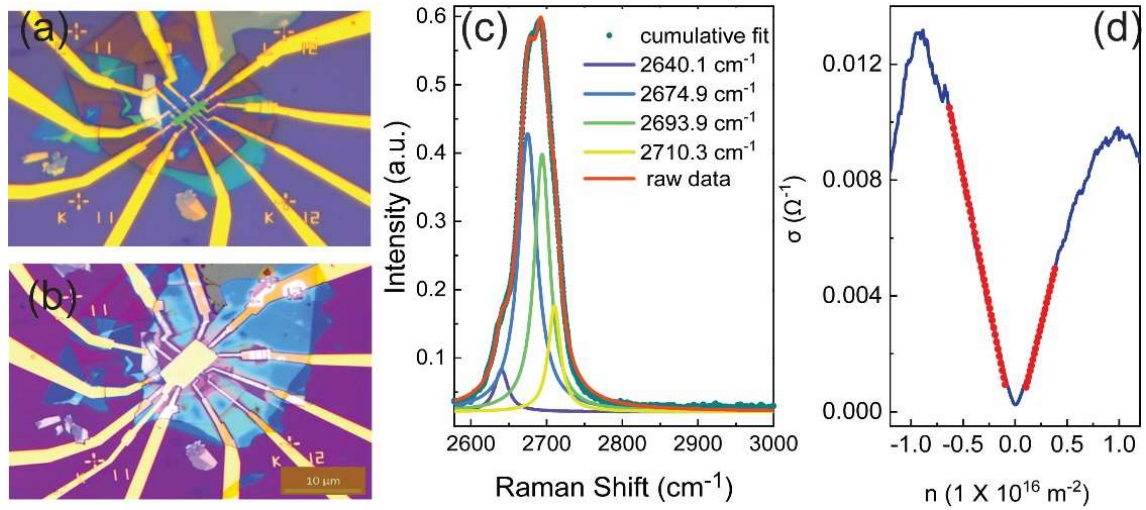 (a)
11
12
K 11
K 12
(b)
11
11
K 12
10 μm
(c)
0.6
0.5
0.4
0.3
0.2
0.1
2600
2700
2800
2900
3000
Intensity (a.u.)
Raman Shift (cm⁻¹)
cumulative fit
2640.1 cm⁻¹
2674.9 cm⁻¹
2693.9 cm⁻¹
2710.3 cm⁻¹
raw data
(d)
0.012
0.008
0.004
0.000
-1.0
-0.5
0.0
0.5
1.0
σ (Ω⁻¹)
n (1 X 10¹⁶ m⁻²)